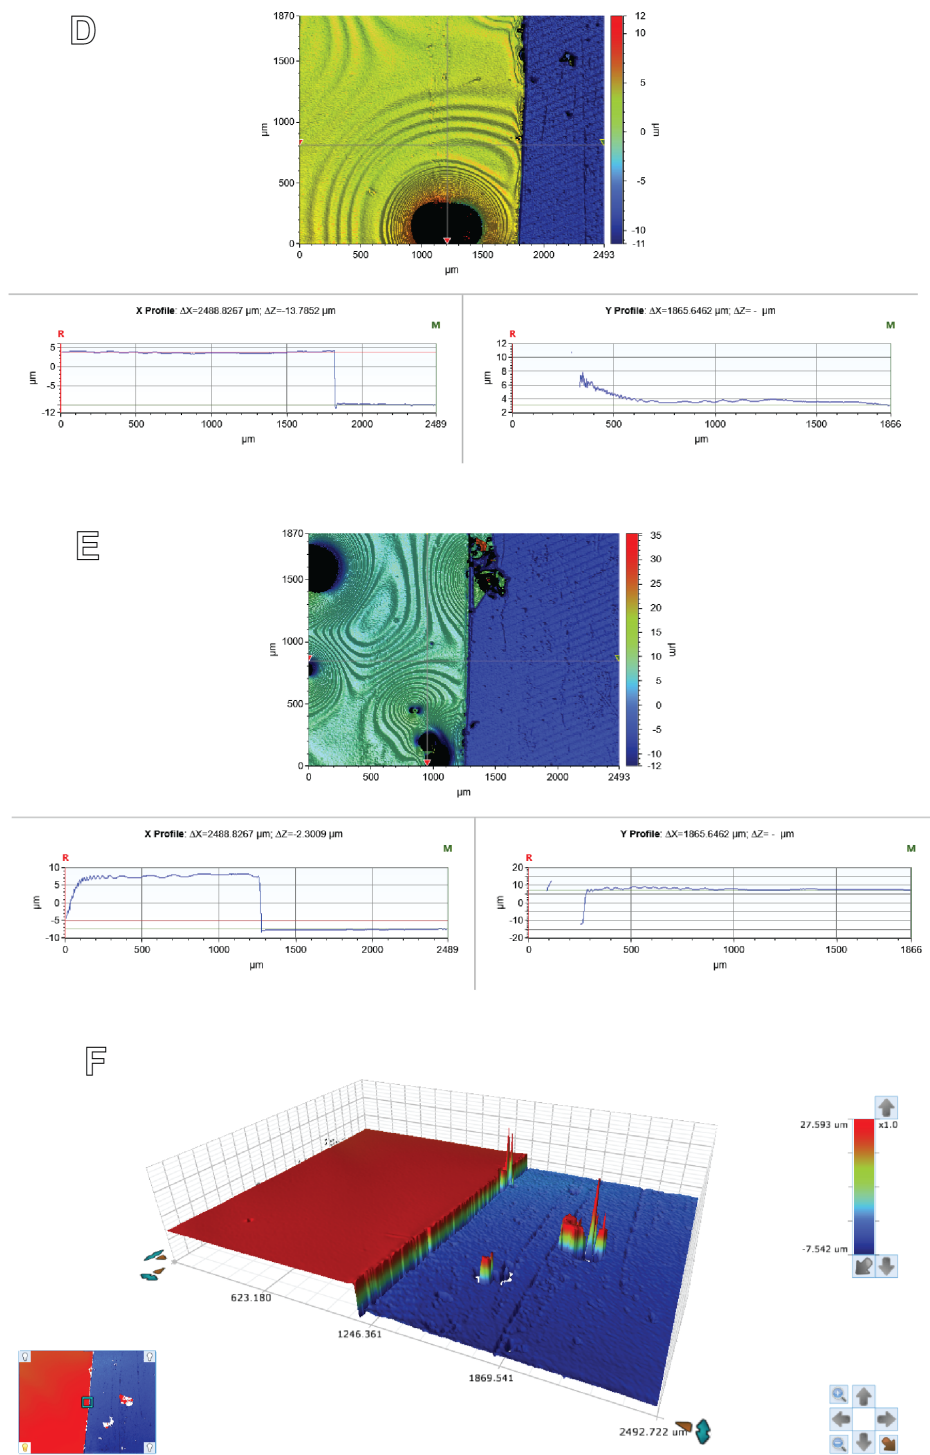 D
1870
1500
1000
500
0
µm
0 500 1000 1500 2000 2493
µm
12
10
5
0
-5
-10
-11
µm
X Profile: ΔX=2488.8267 µm; ΔZ=-13.7852 µm
R
M
5
0
-5
-12
µm
0 500 1000 1500 2000 2489
µm
Y Profile: ΔX=1865.6462 µm; ΔZ= - µm
R
M
12
10
8
6
4
2
µm
0 500 1000 1500 1866
µm
E
1870
1500
1000
500
0
µm
0 500 1000 1500 2000 2493
µm
35
30
25
20
15
10
5
0
-5
-10
-12
µm
X Profile: ΔX=2488.8267 µm; ΔZ=-2.3009 µm
R
M
10
5
0
-5
-10
µm
0 500 1000 1500 2000 2489
µm
Y Profile: ΔX=1865.6462 µm; ΔZ= - µm
R
M
20
10
5
0
-5
-10
-15
-20
µm
0 500 1000 1500 1866
µm
F
27.593 um
x1.0
-7.542 um
623.180
1246.361
1869.541
2492.722 um